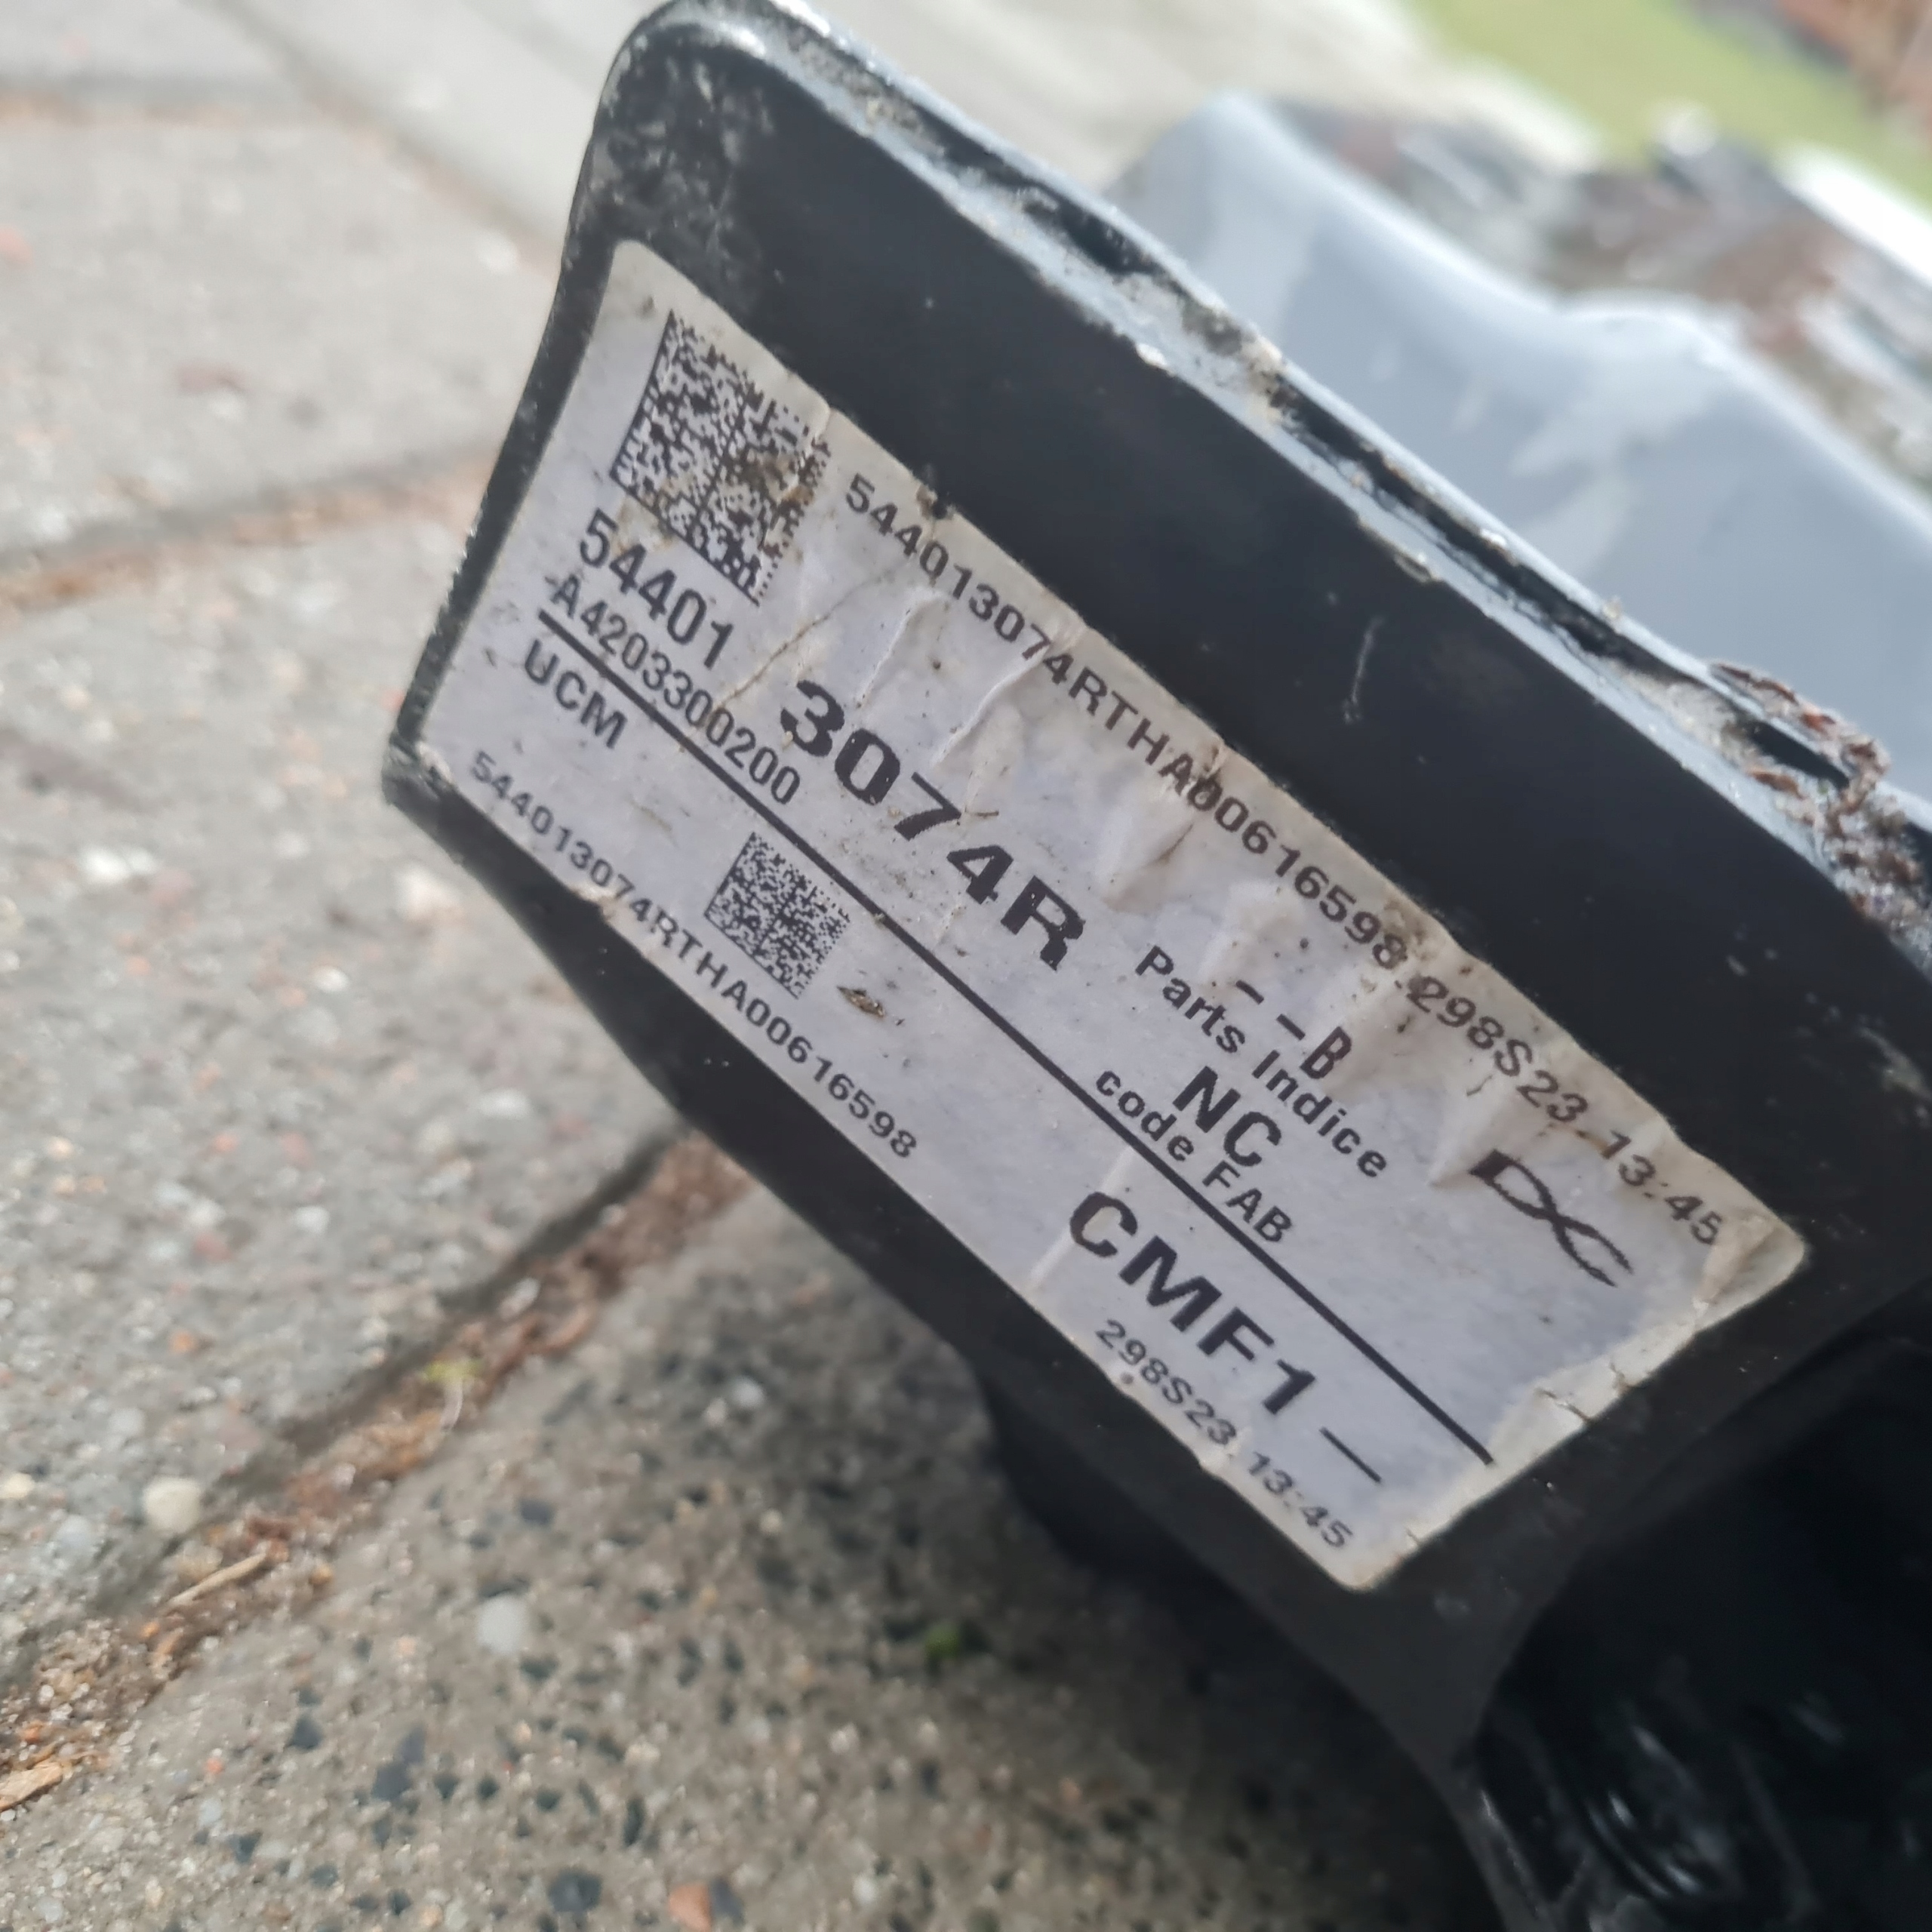 544013074RTHA00616598 298S23 13:45
54401 3074R --B
Parts Indice
A4203300200
NC
UCM
code FAB
CMF1-
544013074RTHA00616598 298S23 13:45